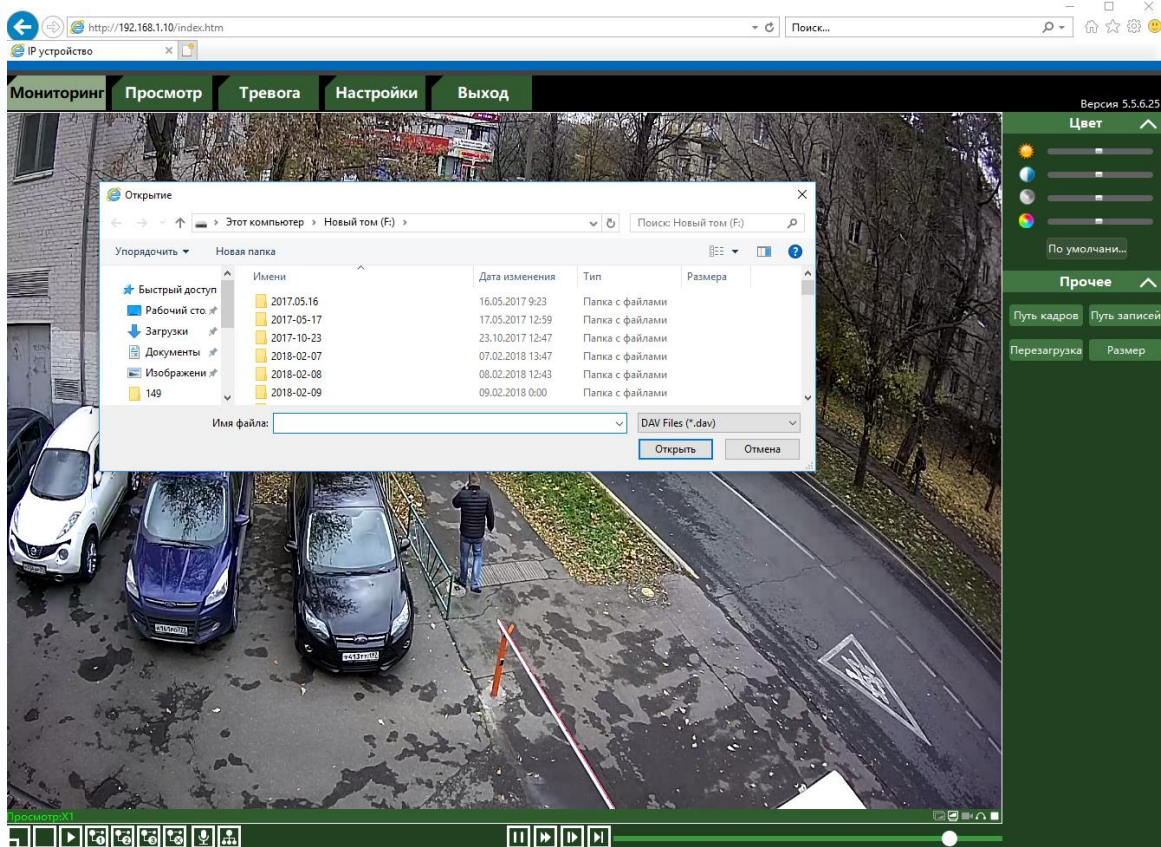 http://192.168.1.10/index.htm
Поиск...
IP устройство
Мониторинг Просмотр Тревога Настройки Выход
Версия 5.5.6.25
Цвет
По умолчани...
Прочее
Путь кадров Путь записей
Перезагрузка Размер
Открытие
Этот компьютер > Новый том (F:) >
Поиск: Новый том (F:)
Упорядочить Новая папка
Имени Дата изменения Тип Размера
Быстрый доступ
Рабочий сто.
Загрузки
Документы
Изображени
149
2017.05.16 16.05.2017 9:23 Папка с файлами
2017-05-17 17.05.2017 12:59 Папка с файлами
2017-10-23 23.10.2017 12:47 Папка с файлами
2018-02-07 07.02.2018 13:47 Папка с файлами
2018-02-08 08.02.2018 12:43 Папка с файлами
2018-02-09 09.02.2018 0:00 Папка с файлами
Имя файла:
DAV Files (*.dav)
Открыть Отмена
Просмотр:X1